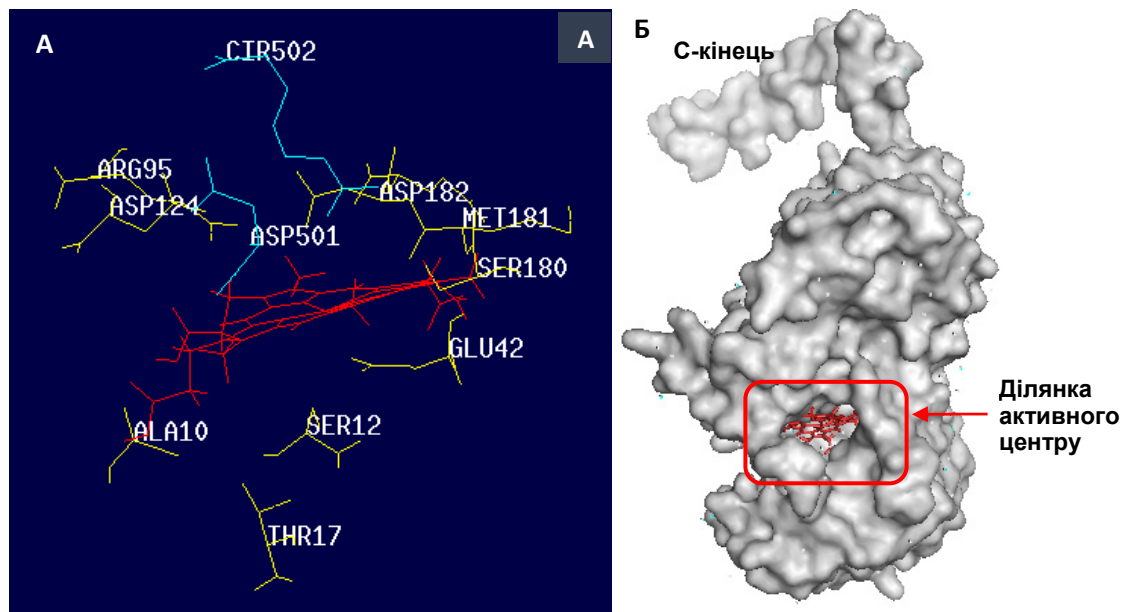 А
А
CIR502
ARG95
ASP124
ASP182
MET181
ASP501
SER180
GLU42
ALA10
SER12
THR17
Б
С-кінець
Ділянка
активного
центру